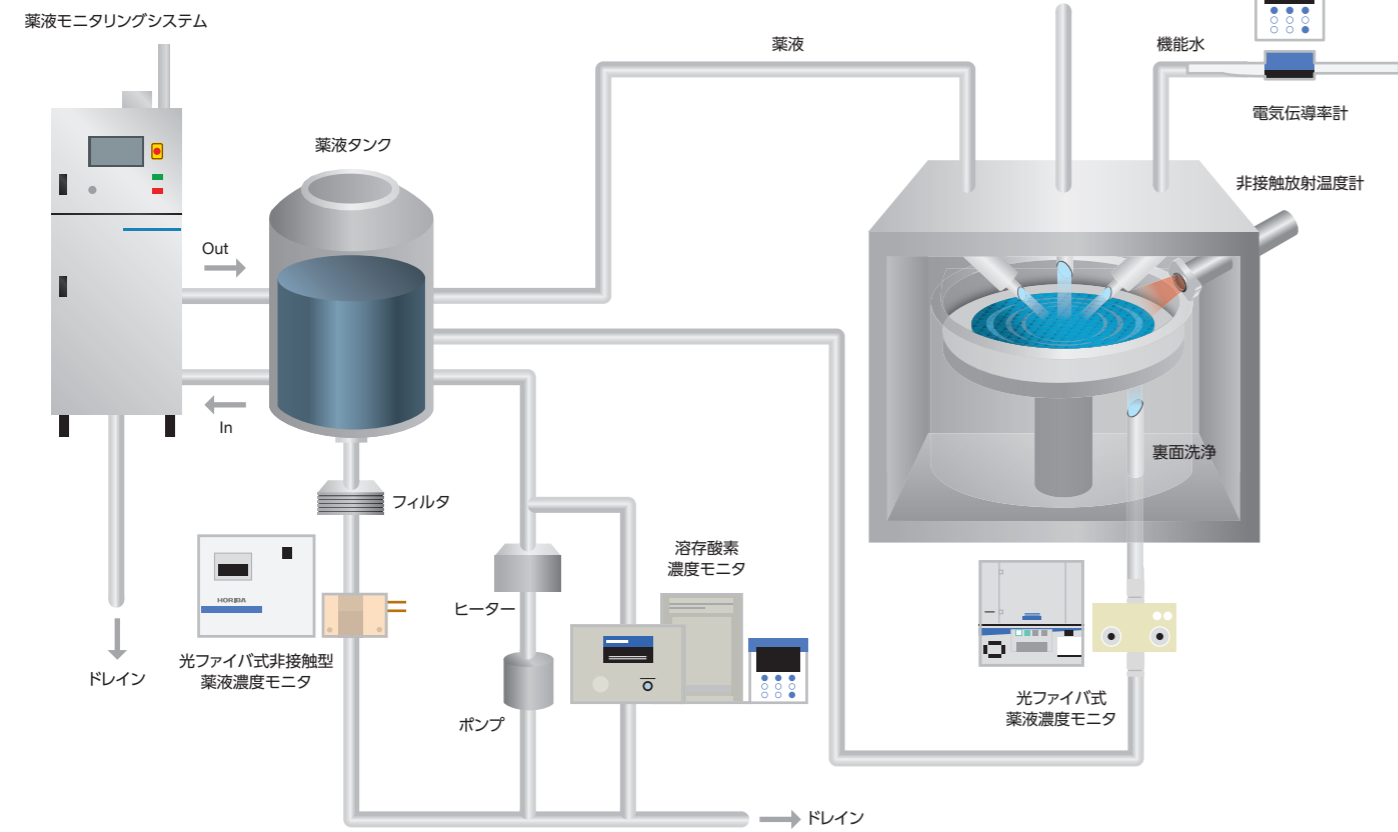 薬液モニタリングシステム
薬液
機能水
電気伝導率計
薬液タンク
非接触放射温度計
Out
In
裏面洗浄
フィルタ
溶存酸素
濃度モニタ
HORIBA
ヒーター
光ファイバ式非接触型
薬液濃度モニタ
ドレイン
ポンプ
光ファイバ式
薬液濃度モニタ
ドレイン